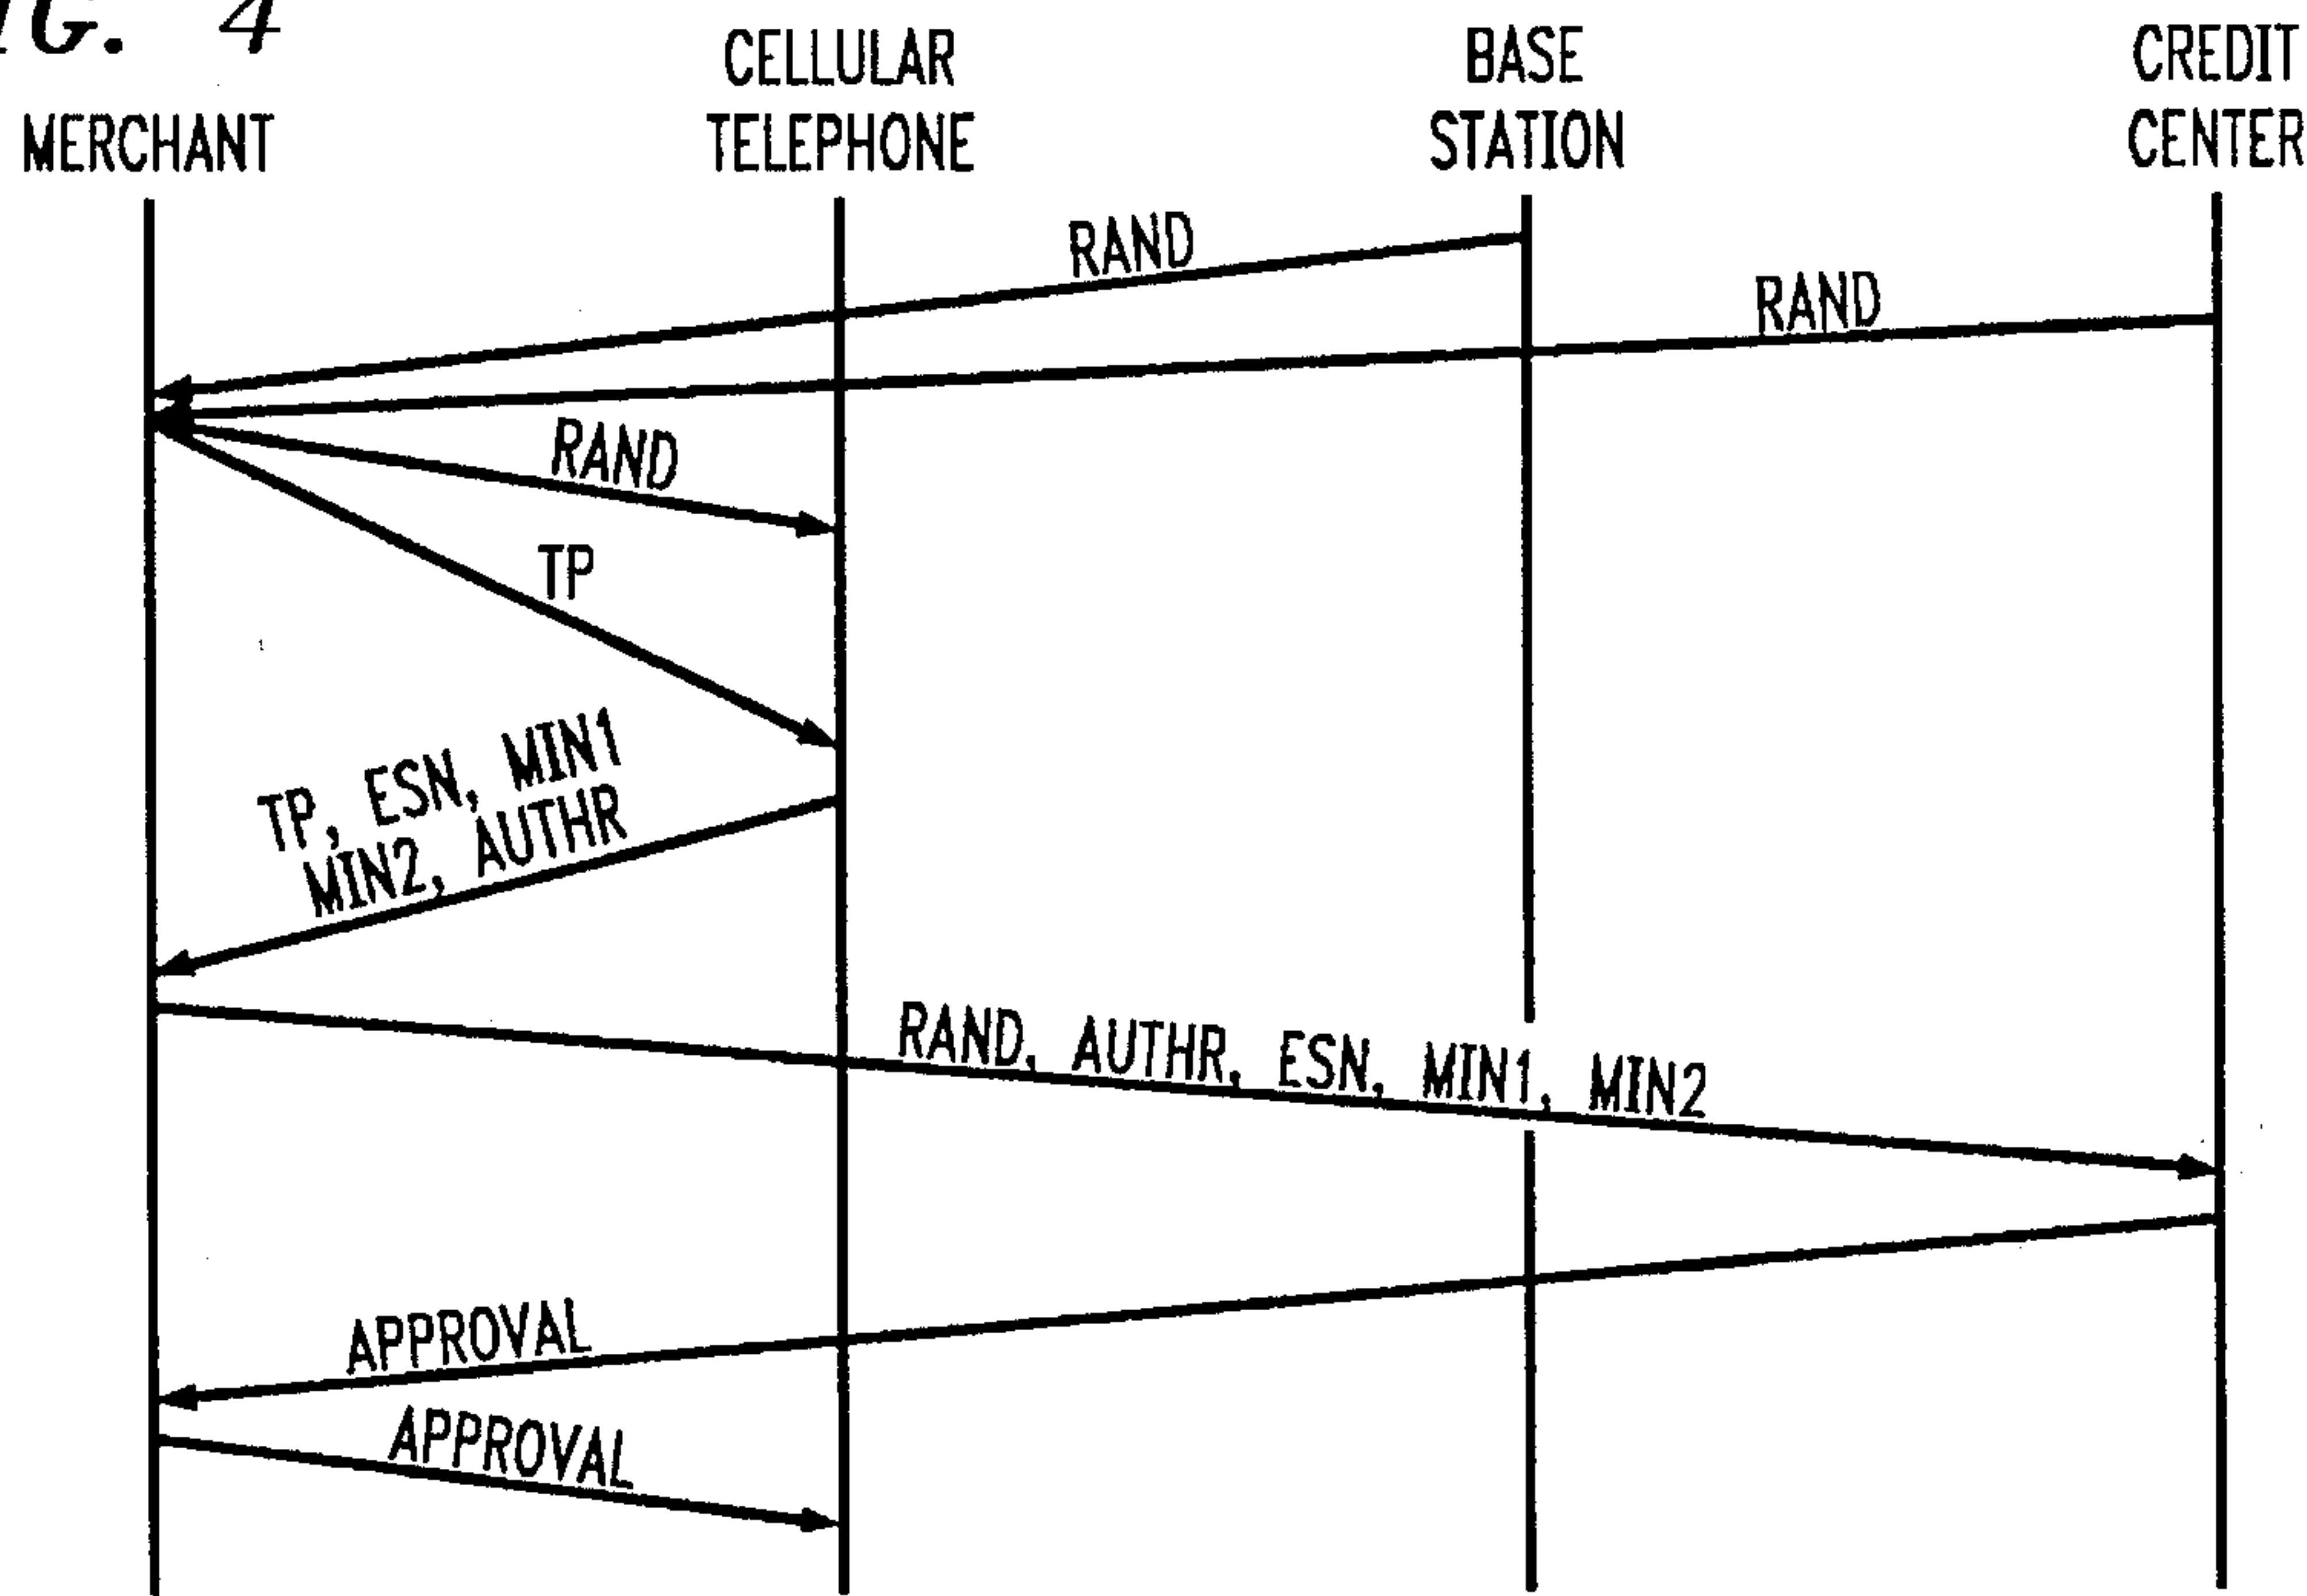 IG. 4
MERCHANT
CELLULAR
TELEPHONE
BASE
STATION
CREDIT
CENTER
RAND
RAND
RAND
TP
TP, ESN, MIN1
MIN2, AUTHR
RAND, AUTHR, ESN, MIN1, MIN2
APPROVAL
APPROVAL